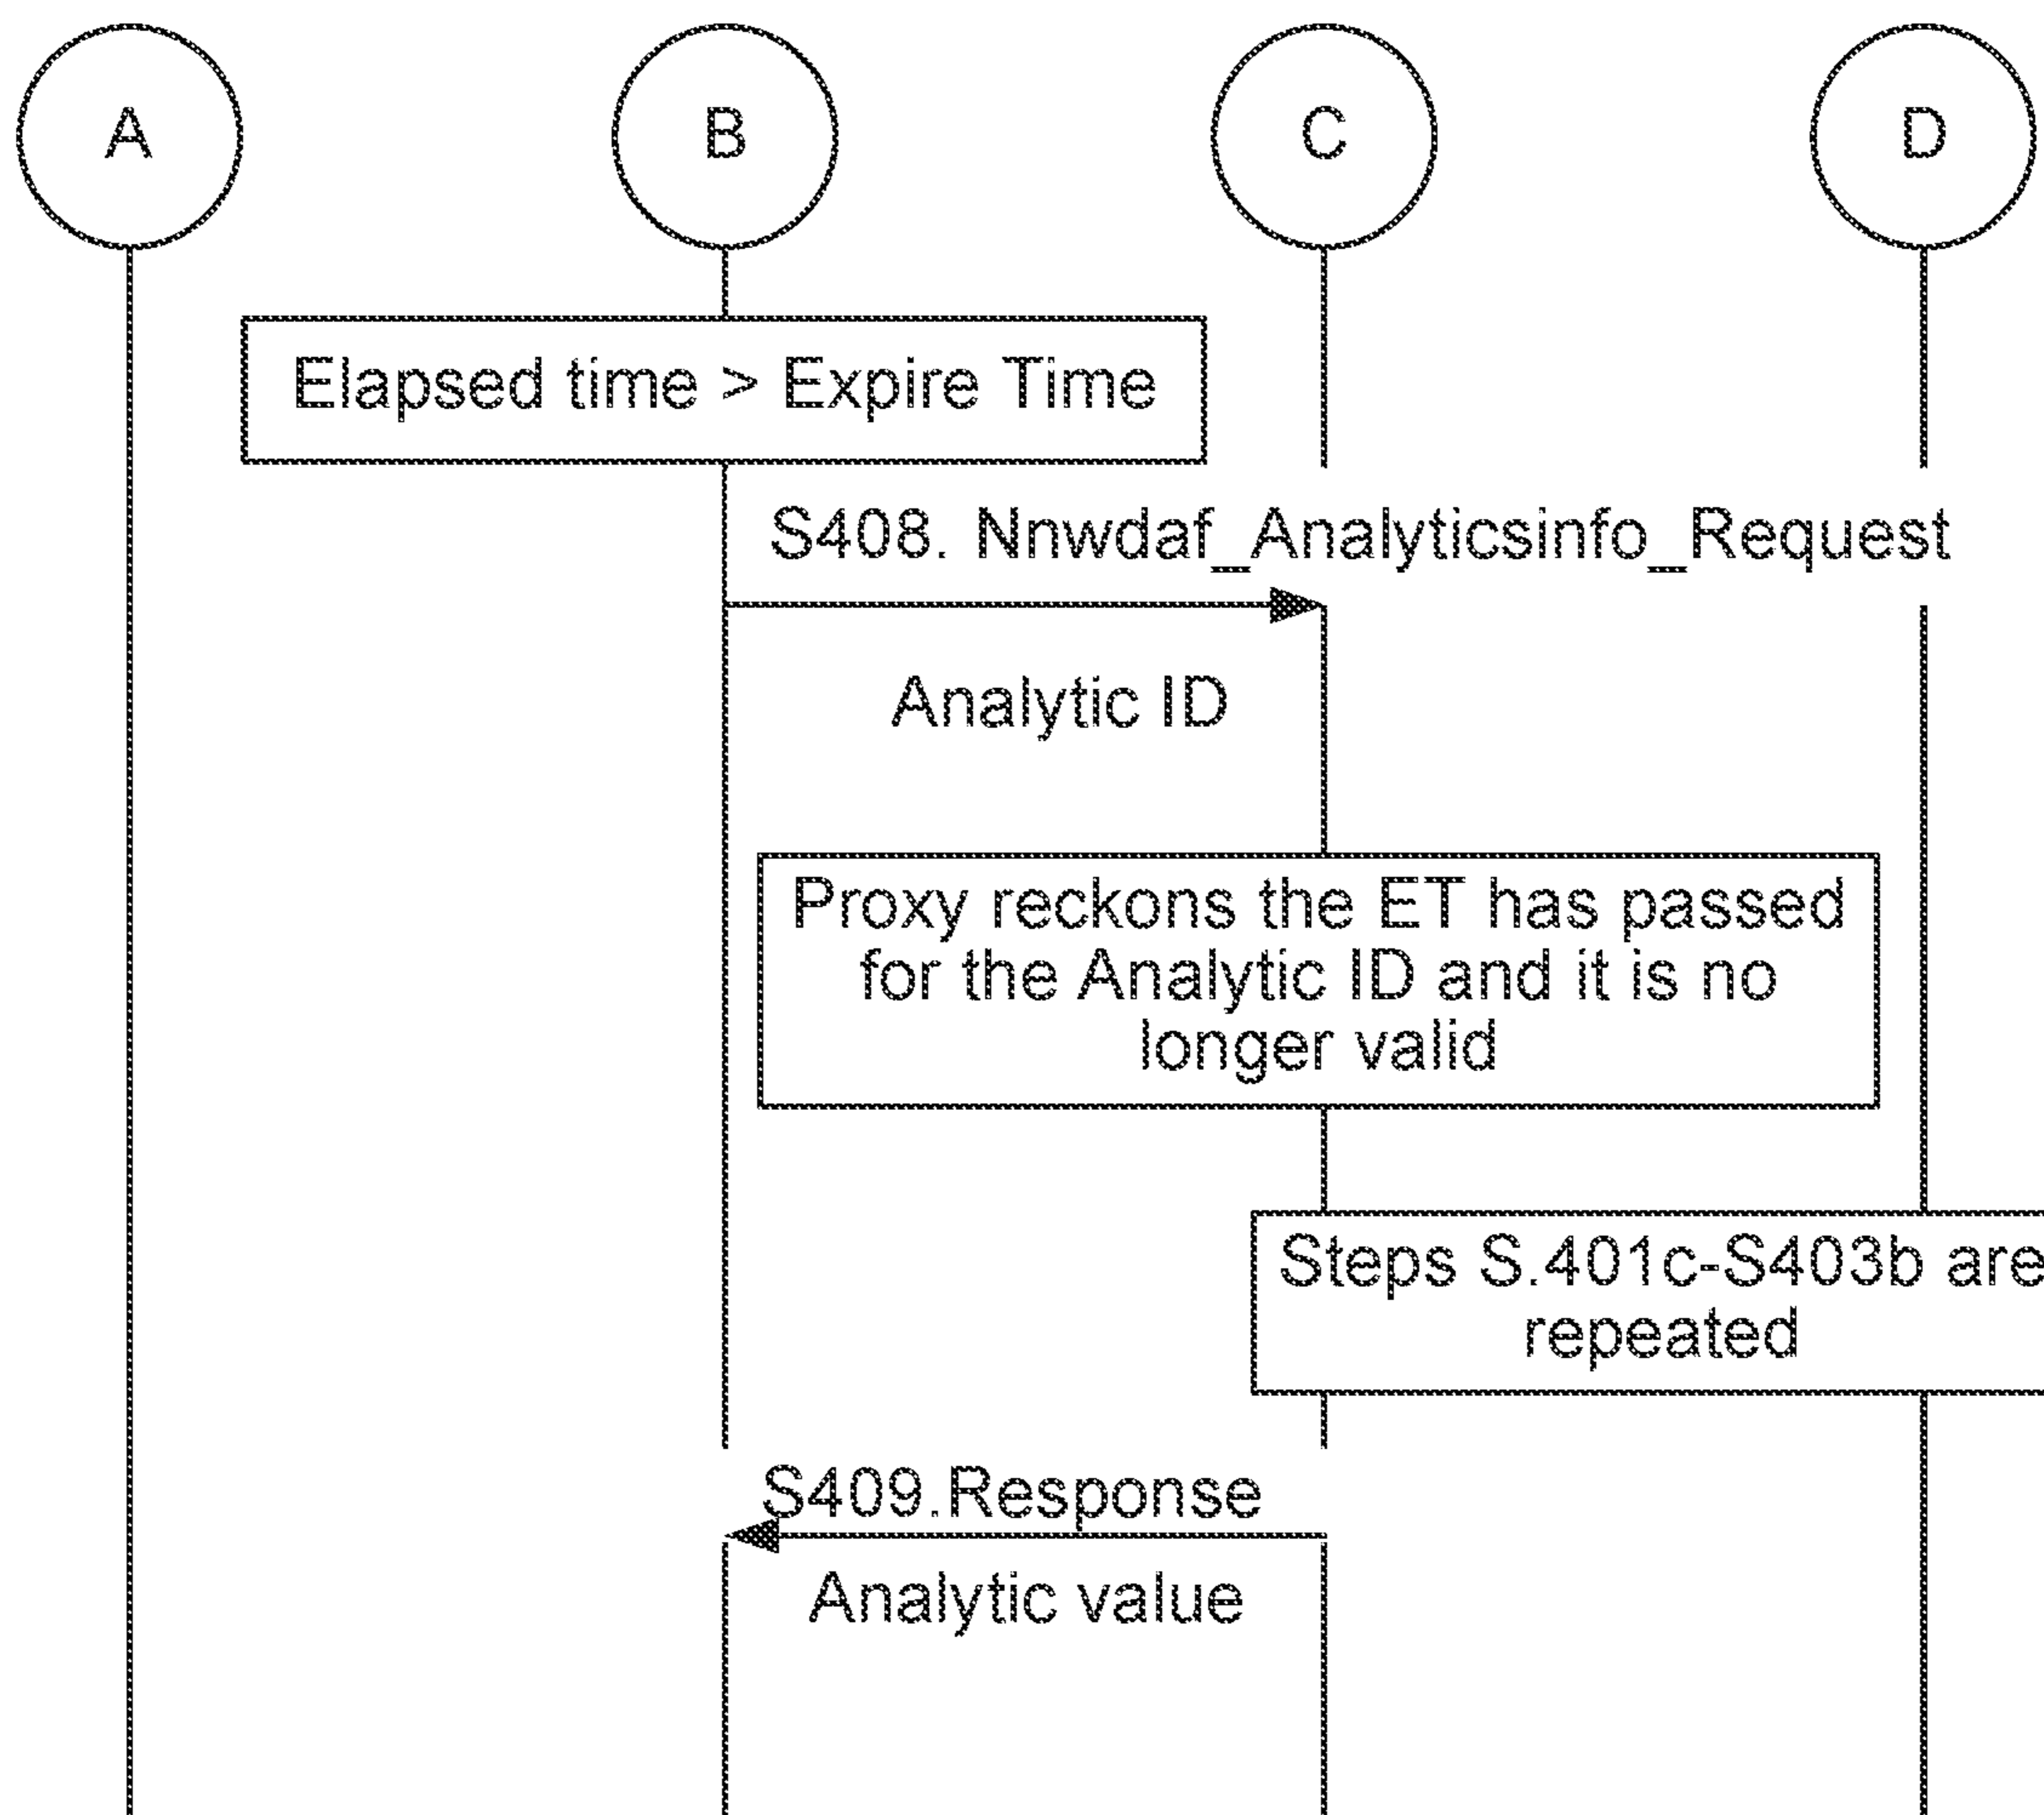 A
B
C
D
Elapsed time > Expire Time
S408. Nnwdaf_Analyticsinfo_Request
Analytic ID
Proxy reckons the ET has passed
for the Analytic ID and it is no
longer valid
Steps S.401c-S403b are
repeated
S409.Response
Analytic value